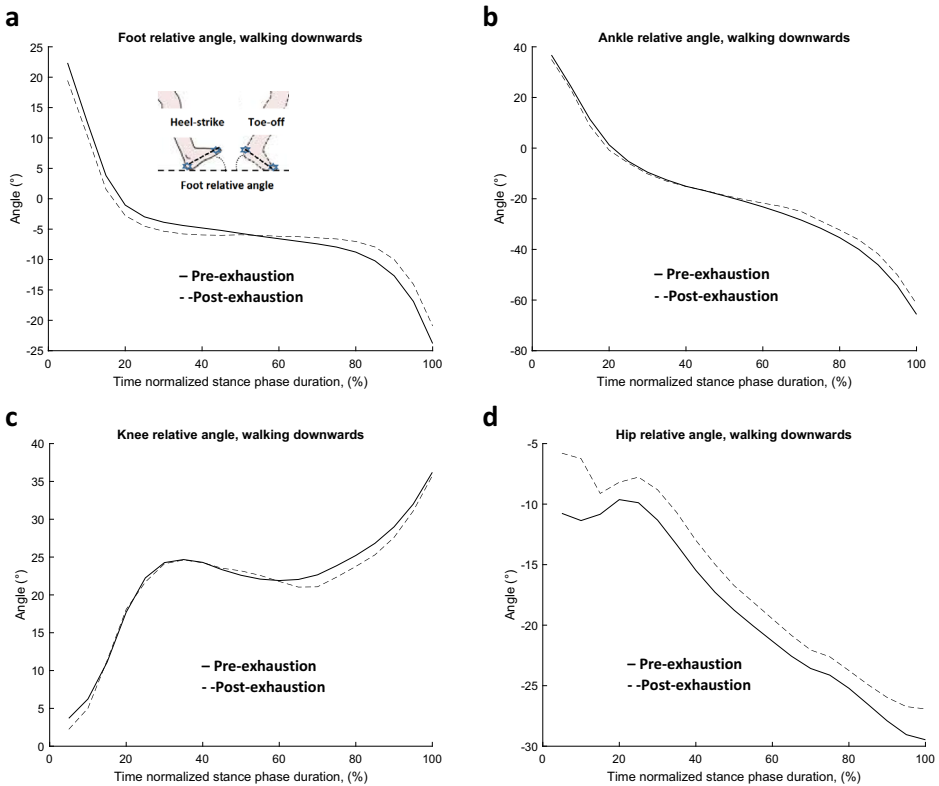 a
Foot relative angle, walking downwards
25
20
15
10
5
0
-5
-10
-15
-20
-25
Angle (°)
Heel-strike Toe-off
Foot relative angle
– Pre-exhaustion
- -Post-exhaustion
0 20 40 60 80 100
Time normalized stance phase duration, (%)
b
Ankle relative angle, walking downwards
40
20
0
-20
-40
-60
-80
Angle (°)
– Pre-exhaustion
- -Post-exhaustion
0 20 40 60 80 100
Time normalized stance phase duration, (%)
c
Knee relative angle, walking downwards
40
35
30
25
20
15
10
5
0
Angle (°)
– Pre-exhaustion
- -Post-exhaustion
0 20 40 60 80 100
Time normalized stance phase duration, (%)
d
Hip relative angle, walking downwards
-5
-10
-15
-20
-25
-30
Angle (°)
– Pre-exhaustion
- -Post-exhaustion
0 20 40 60 80 100
Time normalized stance phase duration, (%)